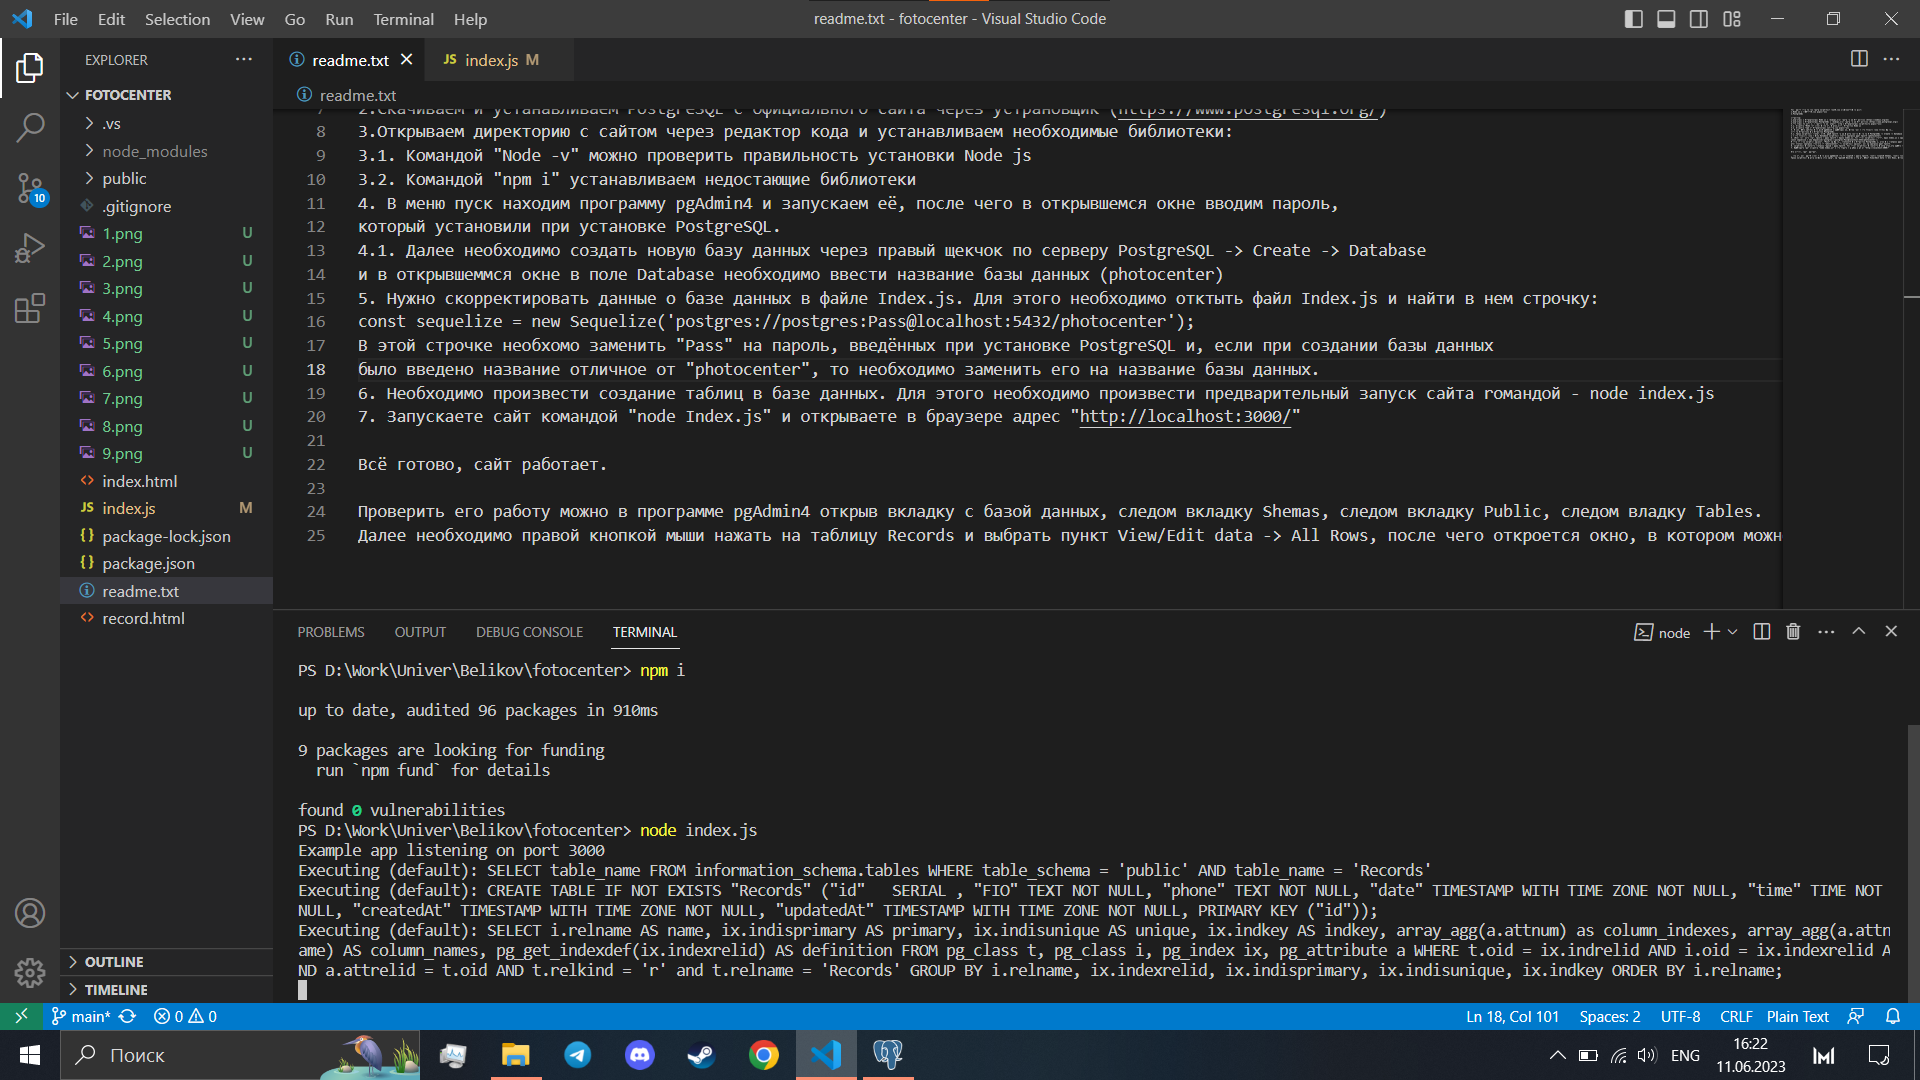 File Edit Selection View Go Run Terminal Help
readme.txt - fotocenter - Visual Studio Code
EXPLORER
FOTOCENTER
.vs
node_modules
public
.gitignore
1.png U
2.png U
3.png U
4.png U
5.png U
6.png U
7.png U
8.png U
9.png U
index.html
JS index.js M
{} package-lock.json
{} package.json
readme.txt
record.html
OUTLINE
TIMELINE
10
readme.txt
JS index.js M
readme.txt
7 2.Скачиваем и устанавливаем PostgreSQL с официального сайта через устрановщик (https://www.postgresql.org/)
8 3.Открываем директорию с сайтом через редактор кода и устанавливаем необходимые библиотеки:
9 3.1. Командой "Node -v" можно проверить правильность установки Node js
10 3.2. Командой "npm i" устанавливаем недостающие библиотеки
11 4. В меню пуск находим программу pgAdmin4 и запускаем её, после чего в открывшемся окне вводим пароль,
12 который установили при установке PostgreSQL.
13 4.1. Далее необходимо создать новую базу данных через правый щекчок по серверу PostgreSQL -> Create -> Database
14 и в открывшеммся окне в поле Database необходимо ввести название базы данных (photocenter)
15 5. Нужно скорректировать данные о базе данных в файле Index.js. Для этого необходимо отктыть файл Index.js и найти в нем строчку:
16 const sequelize = new Sequelize('postgres://postgres:Pass@localhost:5432/photocenter');
17 В этой строчке необхомо заменить "Pass" на пароль, введённых при установке PostgreSQL и, если при создании базы данных
18 было введено название отличное от "photocenter", то необходимо заменить его на название базы данных.
19 6. Необходимо произвести создание таблиц в базе данных. Для этого необходимо произвести предварительный запуск сайта rомандой - node index.js
20 7. Запускаете сайт командой "node Index.js" и открываете в браузере адрес "http://localhost:3000/"
21
22 Всё готово, сайт работает.
23
24 Проверить его работу можно в программе pgAdmin4 открыв вкладку с базой данных, следом вкладку Shemas, следом вкладку Public, следом владку Tables.
25 Далее необходимо правой кнопкой мыши нажать на таблицу Records и выбрать пункт View/Edit data -> All Rows, после чего откроется окно, в котором можн
PROBLEMS OUTPUT DEBUG CONSOLE TERMINAL
node
PS D:\Work\Univer\Belikov\fotocenter> npm i
up to date, audited 96 packages in 910ms
9 packages are looking for funding
run `npm fund` for details
found 0 vulnerabilities
PS D:\Work\Univer\Belikov\fotocenter> node index.js
Example app listening on port 3000
Executing (default): SELECT table_name FROM information_schema.tables WHERE table_schema = 'public' AND table_name = 'Records'
Executing (default): CREATE TABLE IF NOT EXISTS "Records" ("id"   SERIAL , "FIO" TEXT NOT NULL, "phone" TEXT NOT NULL, "date" TIMESTAMP WITH TIME ZONE NOT NULL, "time" TIME NOT
NULL, "createdAt" TIMESTAMP WITH TIME ZONE NOT NULL, "updatedAt" TIMESTAMP WITH TIME ZONE NOT NULL, PRIMARY KEY ("id"));
Executing (default): SELECT i.relname AS name, ix.indisprimary AS primary, ix.indisunique AS unique, ix.indkey AS indkey, array_agg(a.attnum) as column_indexes, array_agg(a.attn
ame) AS column_names, pg_get_indexdef(ix.indexrelid) AS definition FROM pg_class t, pg_class i, pg_index ix, pg_attribute a WHERE t.oid = ix.indrelid AND i.oid = ix.indexrelid A
ND a.attrelid = t.oid AND t.relkind = 'r' and t.relname = 'Records' GROUP BY i.relname, ix.indexrelid, ix.indisprimary, ix.indisunique, ix.indkey ORDER BY i.relname;
main* 0 0
Ln 18, Col 101 Spaces: 2 UTF-8 CRLF Plain Text
Поиск
ENG
16:22
11.06.2023